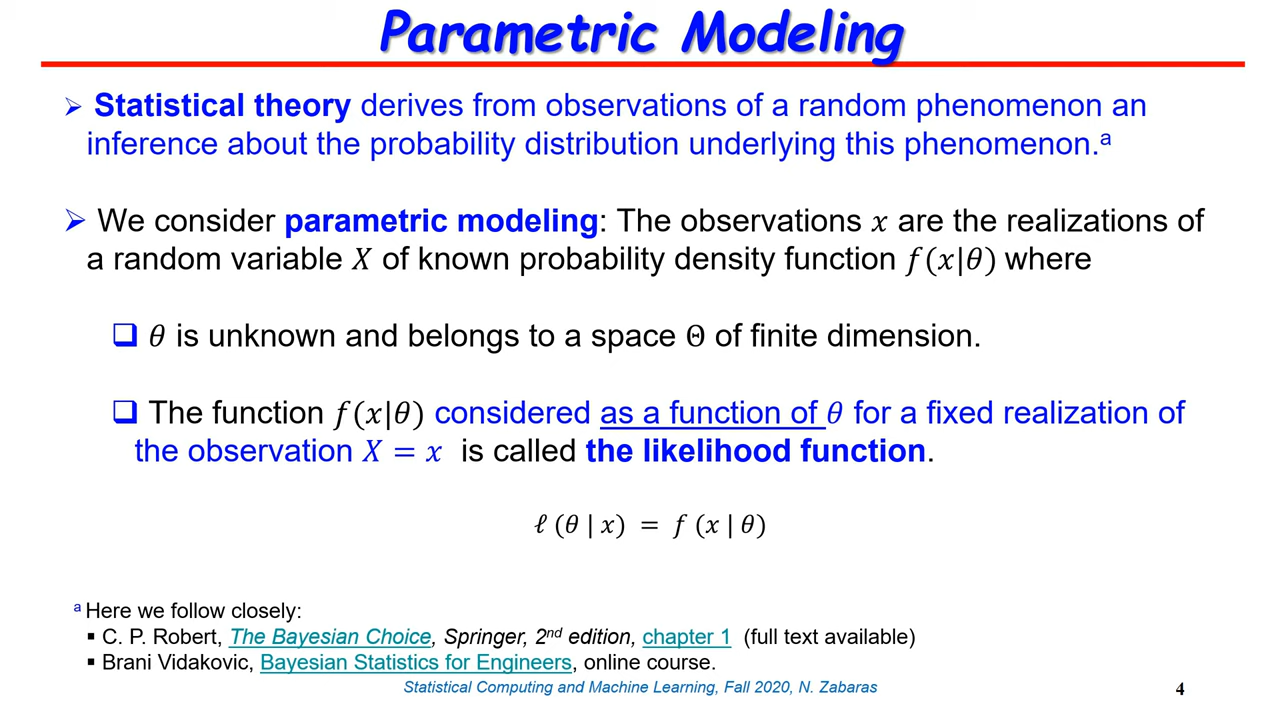 Parametric Modeling
➢ Statistical theory derives from observations of a random phenomenon an
inference about the probability distribution underlying this phenomenon.ᵃ
➢ We consider parametric modeling: The observations 𝑥 are the realizations of
a random variable 𝑋 of known probability density function 𝑓(𝑥|𝜃) where
❑ 𝜃 is unknown and belongs to a space Θ of finite dimension.
❑ The function 𝑓(𝑥|𝜃) considered as a function of 𝜃 for a fixed realization of
the observation 𝑋 = 𝑥 is called the likelihood function.
ℓ (𝜃 | 𝑥) = 𝑓 (𝑥 | 𝜃)
ᵃ Here we follow closely:
▪ C. P. Robert, The Bayesian Choice, Springer, 2ⁿᵈ edition, chapter 1 (full text available)
▪ Brani Vidakovic, Bayesian Statistics for Engineers, online course.
Statistical Computing and Machine Learning, Fall 2020, N. Zabaras
4